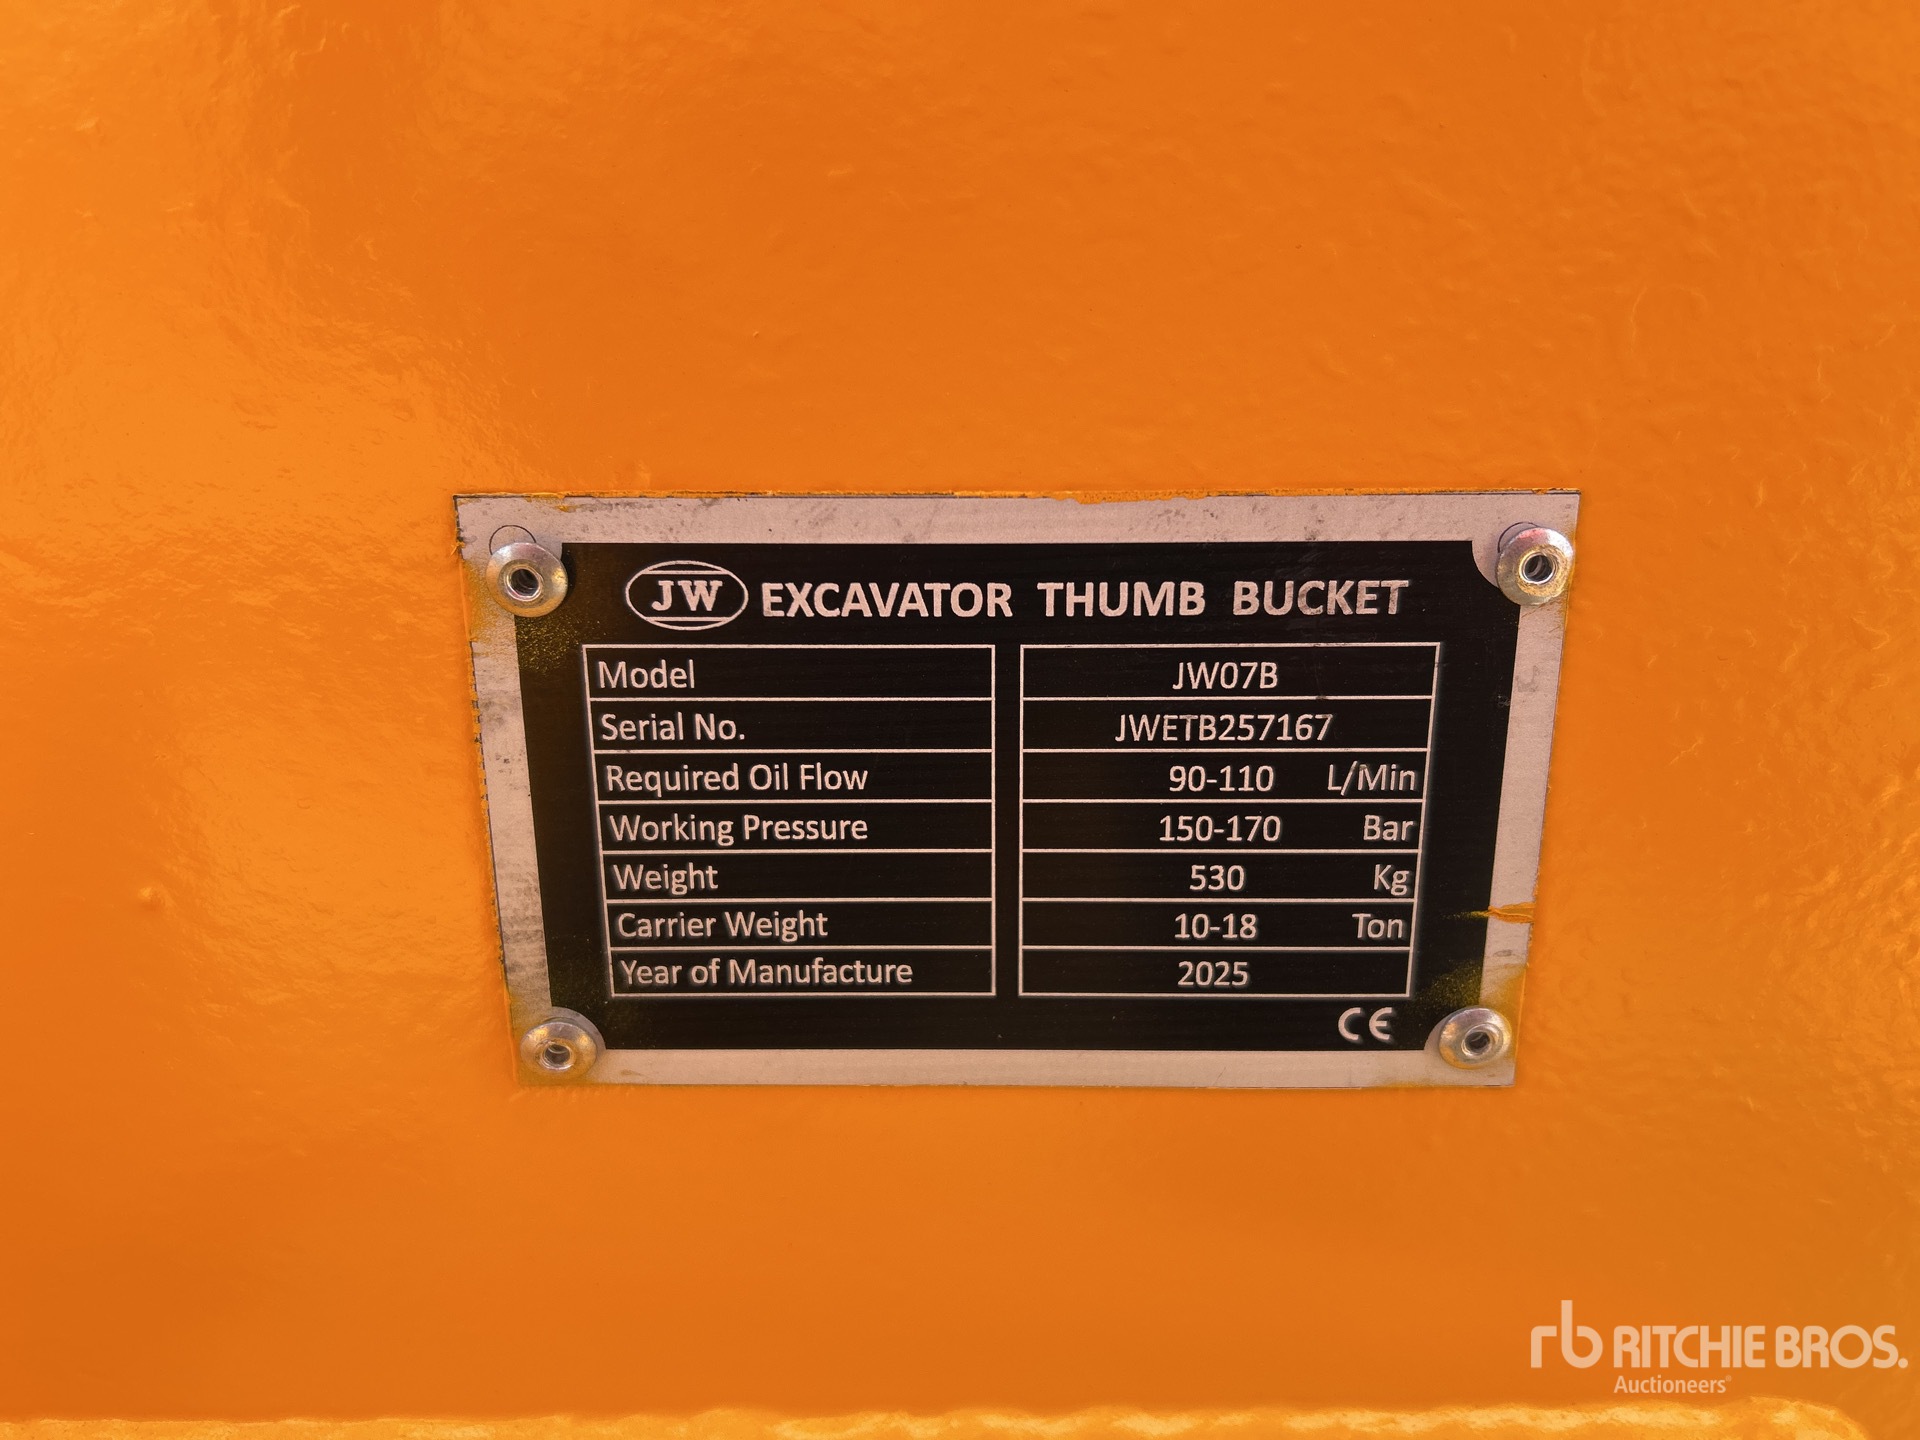 JW EXCAVATOR THUMB BUCKET
Model JW07B
Serial No. JWETB257167
Required Oil Flow 90-110 L/Min
Working Pressure 150-170 Bar
Weight 530 Kg
Carrier Weight 10-18 Ton
Year of Manufacture 2025
CE
rb RITCHIE BROS.
Auctioneers